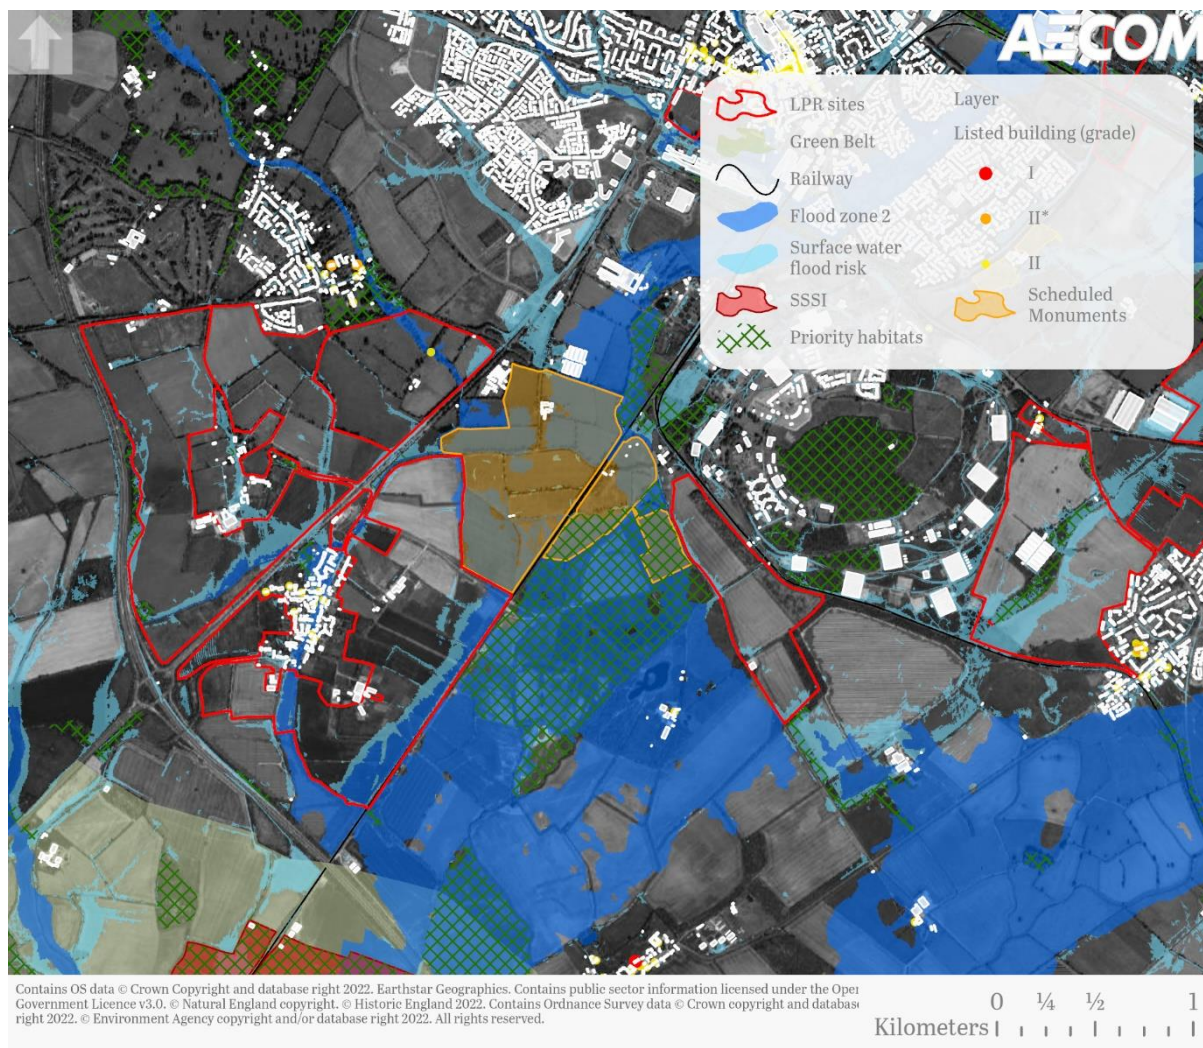 AECOM
LPR sites
Green Belt
Railway
Flood zone 2
Surface water
flood risk
SSSI
Priority habitats
Layer
Listed building (grade)
I
II*
II
Scheduled
Monuments
Contains OS data © Crown Copyright and database right 2022. Earthstar Geographics. Contains public sector information licensed under the Open
Government Licence v3.0. © Natural England copyright. © Historic England 2022. Contains Ordnance Survey data © Crown copyright and database
right 2022. © Environment Agency copyright and/or database right 2022. All rights reserved.
0 ¼ ½ 1
Kilometers